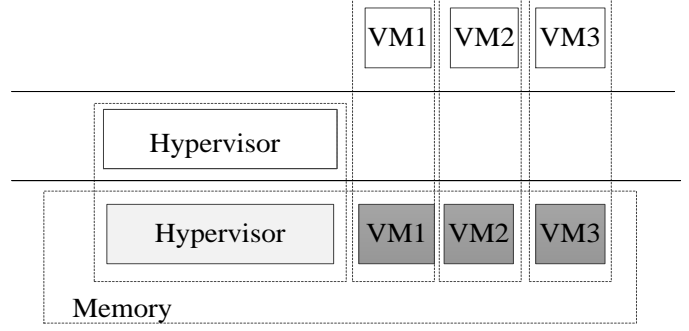 VM1 VM2 VM3
Hypervisor
Hypervisor VM1 VM2 VM3
Memory